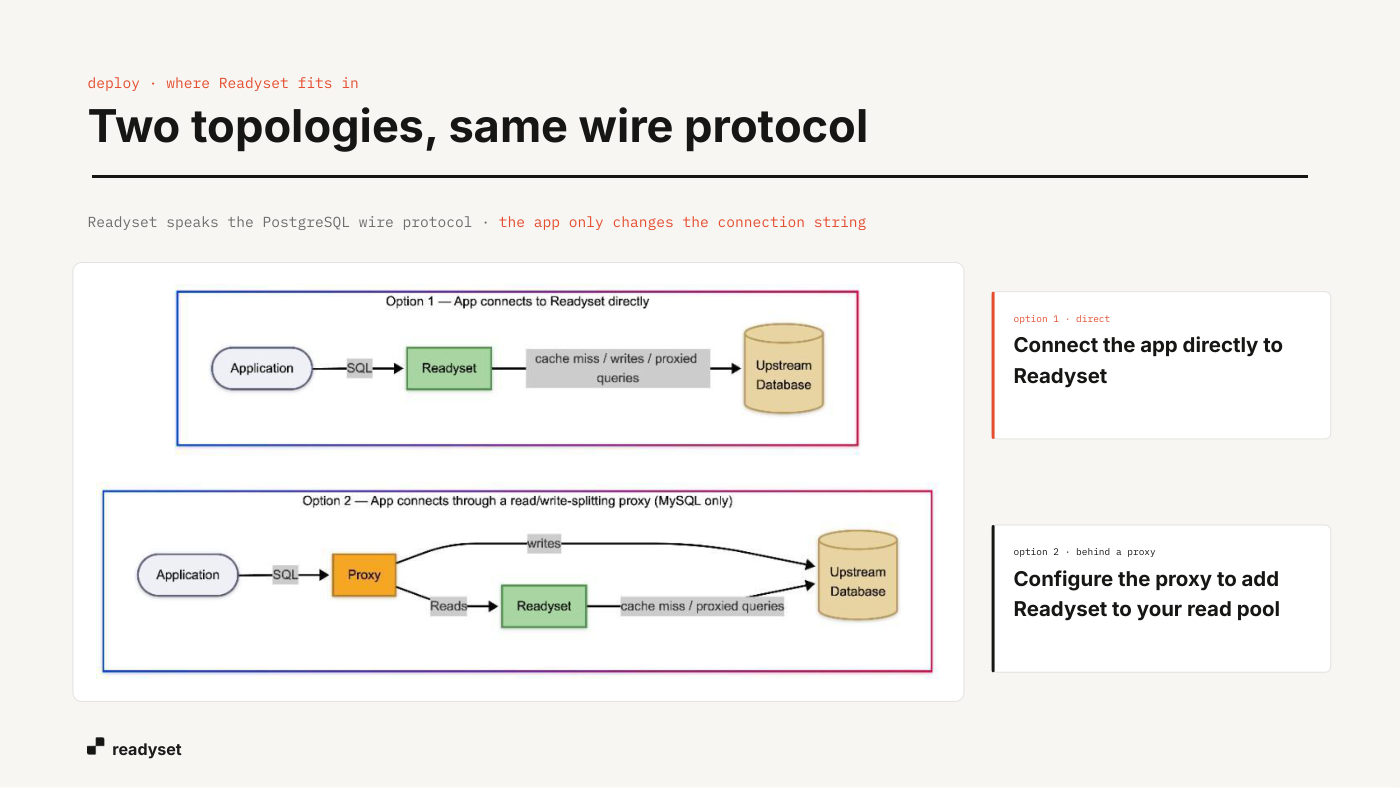 deploy · where Readyset fits in
Two topologies, same wire protocol
Readyset speaks the PostgreSQL wire protocol · the app only changes the connection string
Option 1 — App connects to Readyset directly
Application
SQL
Readyset
cache miss / writes / proxied
queries
Upstream
Database
option 1 · direct
Connect the app directly to
Readyset
Option 2 — App connects through a read/write-splitting proxy (MySQL only)
Application
SQL
Proxy
writes
Reads
Readyset
cache miss / proxied queries
Upstream
Database
option 2 · behind a proxy
Configure the proxy to add
Readyset to your read pool
readyset